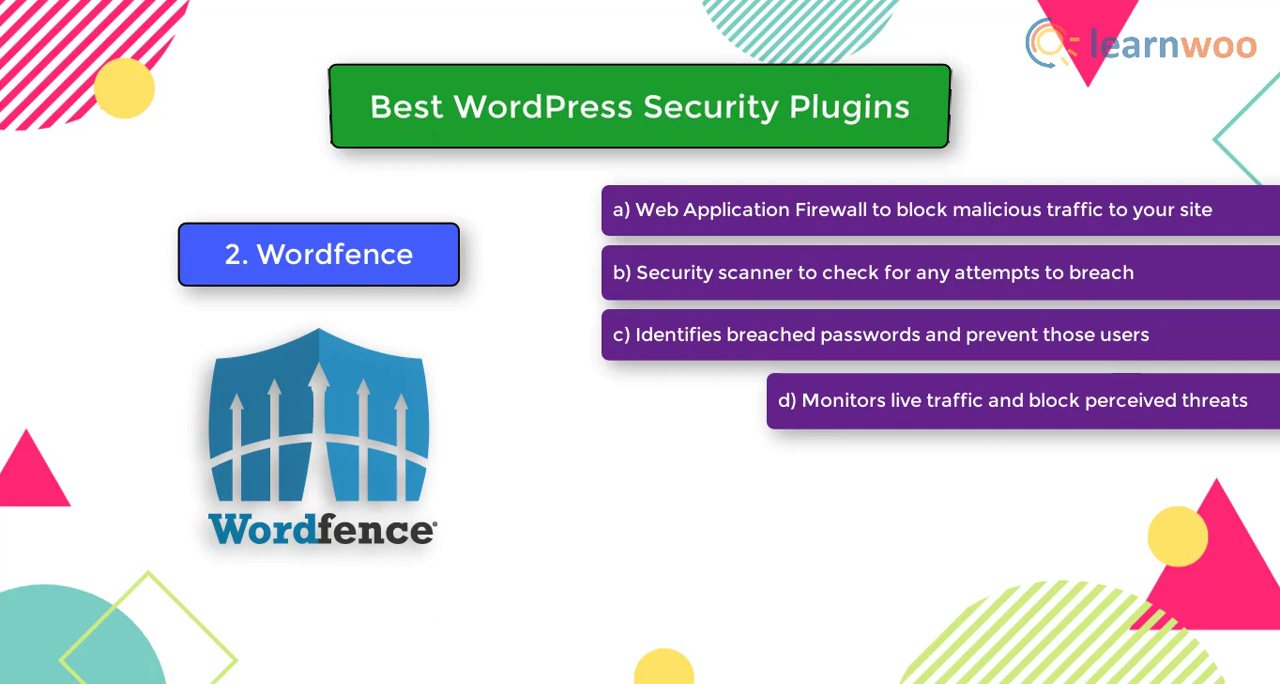 learnwoo
Best WordPress Security Plugins
2. Wordfence
a) Web Application Firewall to block malicious traffic to your site
b) Security scanner to check for any attempts to breach
c) Identifies breached passwords and prevent those users
d) Monitors live traffic and block perceived threats
Wordfence®